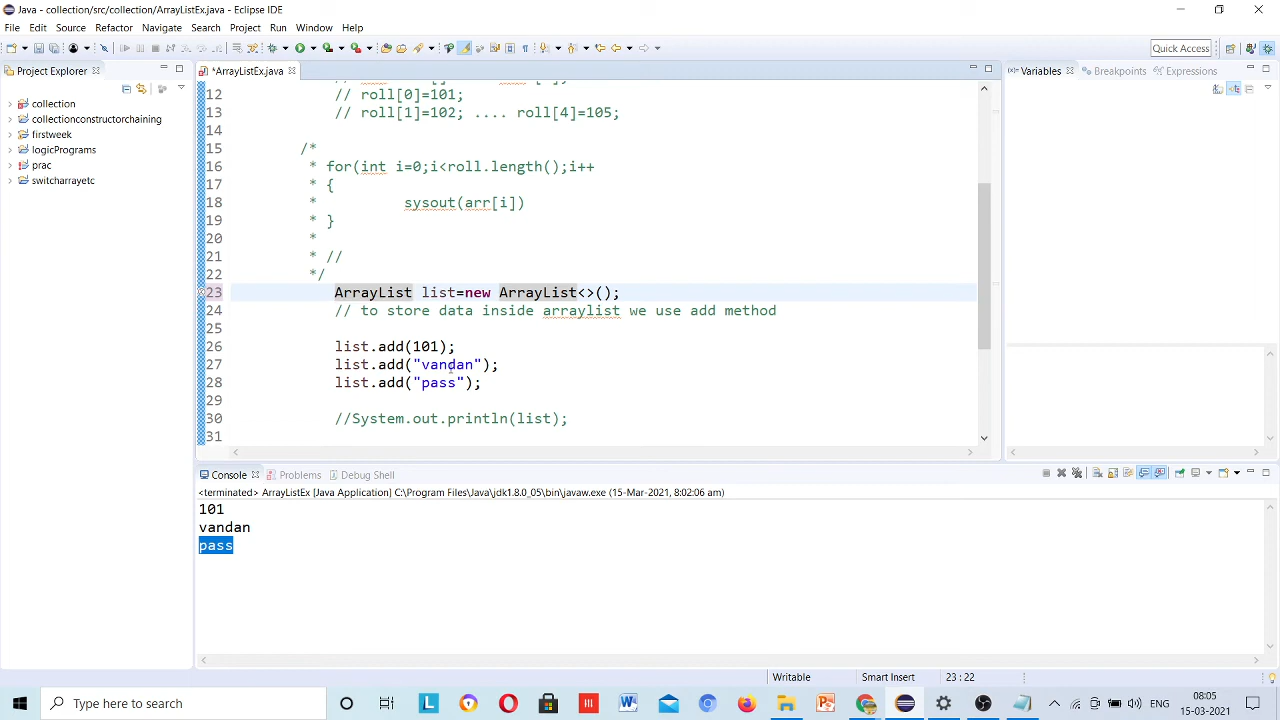 Java - collection/src/collection/ArrayListEx.java - Eclipse IDE
File Edit Source Refactor Navigate Search Project Run Window Help
Quick Access
Project Explorer
*ArrayListEx.java
Variables Breakpoints Expressions
collection
collectionconstructorchaining
firstweek
logicPrograms
prac
switcharrayetc
12 // roll[0]=101;
13 // roll[1]=102; .... roll[4]=105;
14
15 /*
16 * for(int i=0;i<roll.length();i++
17 * {
18 * sysout(arr[i])
19 * }
20 *
21 * //
22 */
23 ArrayList list=new ArrayList<>();
24 // to store data inside arraylist we use add method
25
26 list.add(101);
27 list.add("vandan");
28 list.add("pass");
29
30 //System.out.println(list);
31
Console Problems Debug Shell
<terminated> ArrayListEx [Java Application] C:\Program Files\Java\jdk1.8.0_05\bin\javaw.exe (15-Mar-2021, 8:02:06 am)
101
vandan
pass
Writable Smart Insert 23 : 22
Type here to search
ENG
08:05
15-03-2021